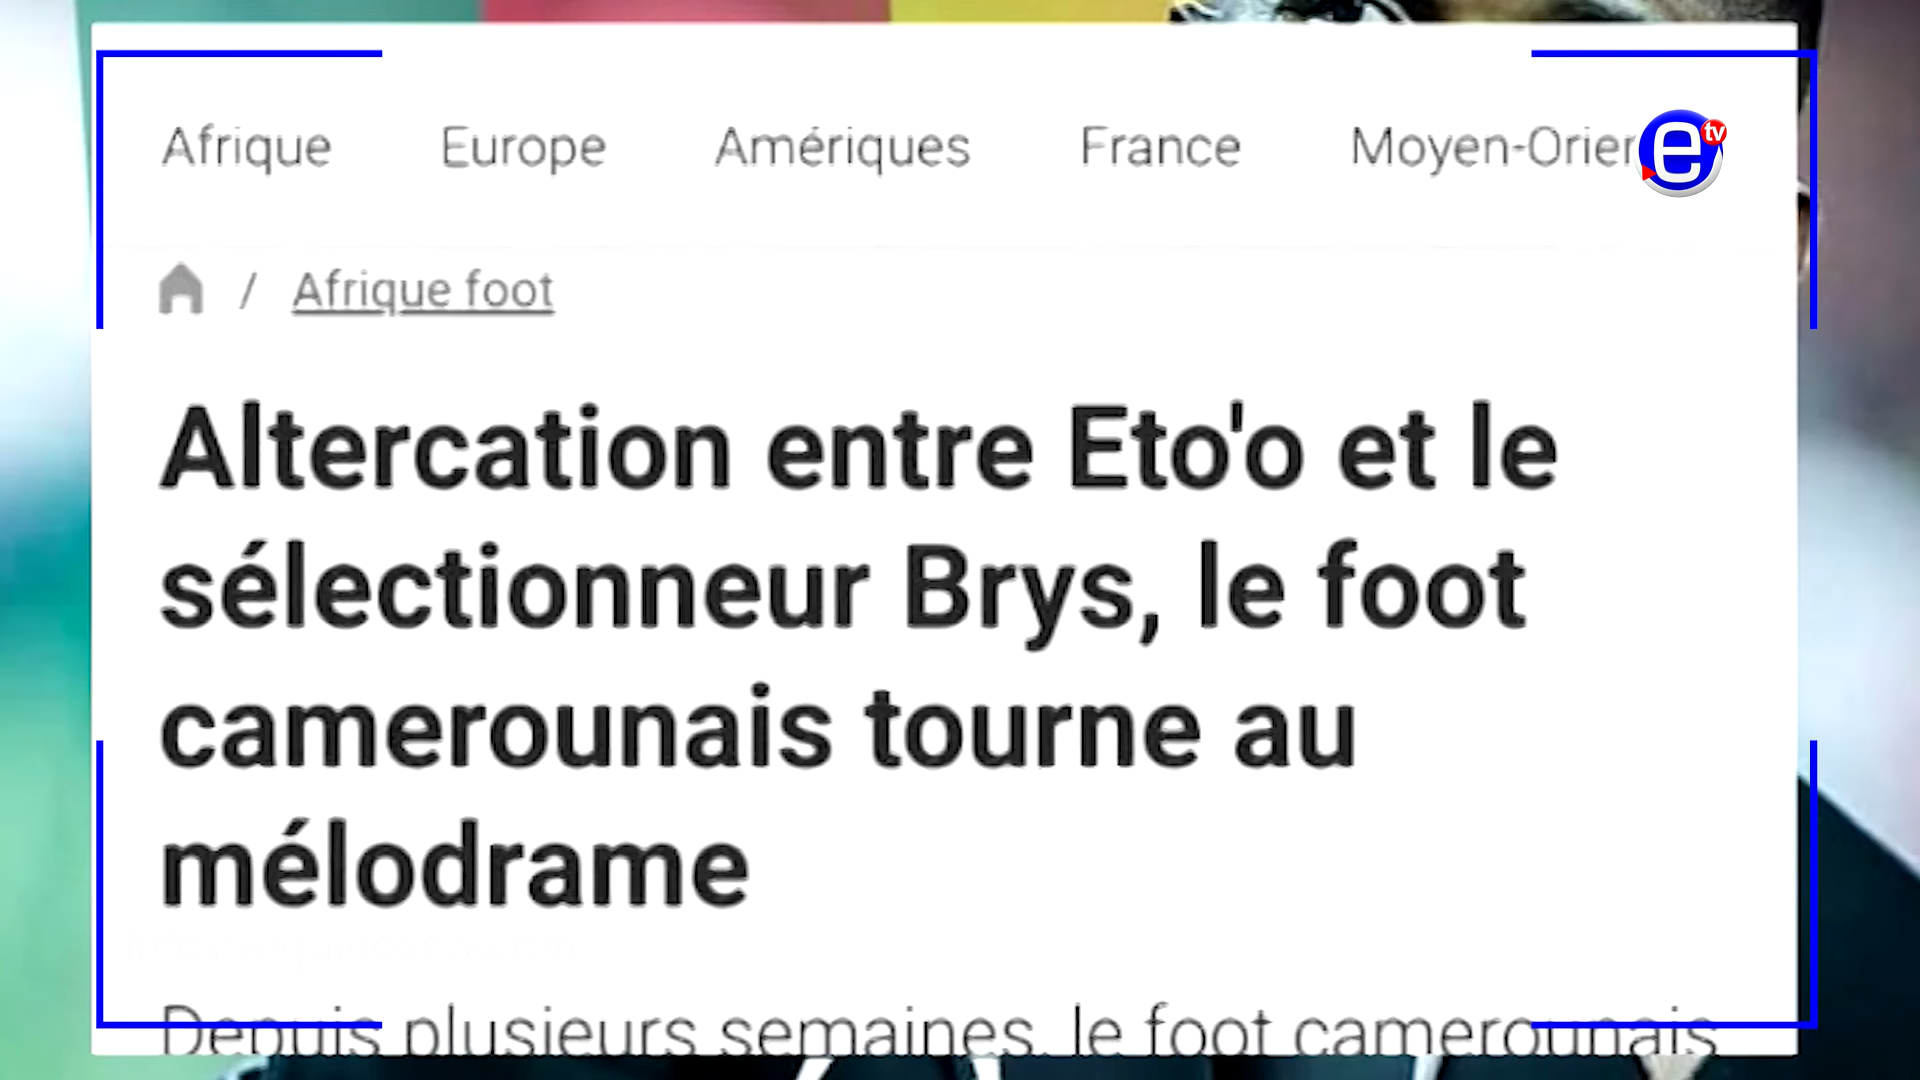 Afrique Europe Amériques France Moyen-Orien
e tv
/ Afrique foot
Altercation entre Eto'o et le
sélectionneur Brys, le foot
camerounais tourne au
mélodrame
Depuis plusieurs semaines, le foot camerounais